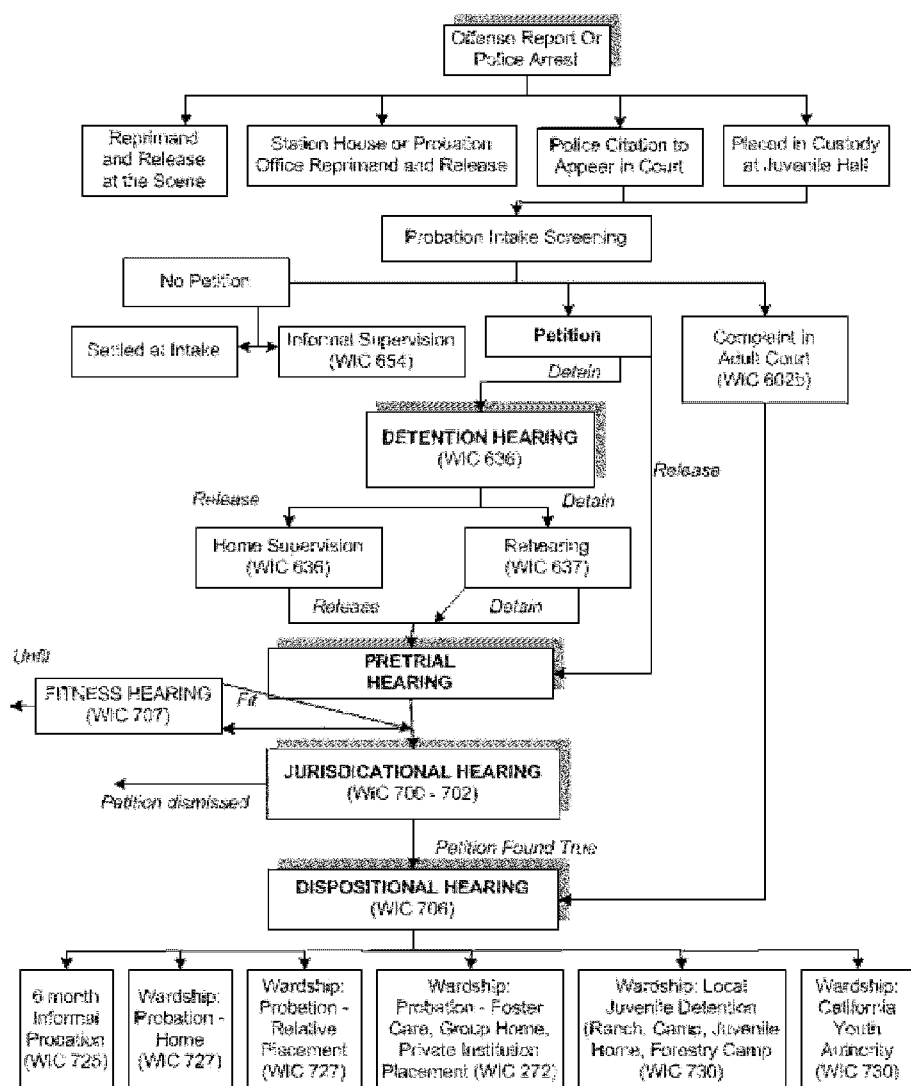 Offense Report Or
Police Arrest
Reprimand
and Release
at the Scene
Station House or Probation
Office Reprimand and Release
Police Citation to
Appear in Court
Placed in Custody
at Juvenile Hall
Probation Intake Screening
No Petition
Settled at Intake
Informal Supervision
(WIC 654)
Petition
Complaint in
Adult Court
(WIC 602b)
Detain
DETENTION HEARING
(WIC 636)
Release
Release
Detain
Home Supervision
(WIC 636)
Rehearing
(WIC 637)
Release
Detain
Unfit
PRETRIAL
HEARING
FITNESS HEARING
(WIC 707)
Fit
JURISDICATIONAL HEARING
(WIC 700 - 702)
Petition dismissed
Petition Found True
DISPOSITIONAL HEARING
(WIC 706)
6 month
Informal
Probation
(WIC 725)
Wardship:
Probation -
Home
(WIC 727)
Wardship:
Probation -
Relative
Placement
(WIC 727)
Wardship:
Probation - Foster
Care, Group Home,
Private Institution
Placement (WIC 272)
Wardship: Local
Juvenile Detention
(Ranch, Camp, Juvenile
Home, Forestry Camp
(WIC 730)
Wardship:
California
Youth
Authority
(WIC 730)